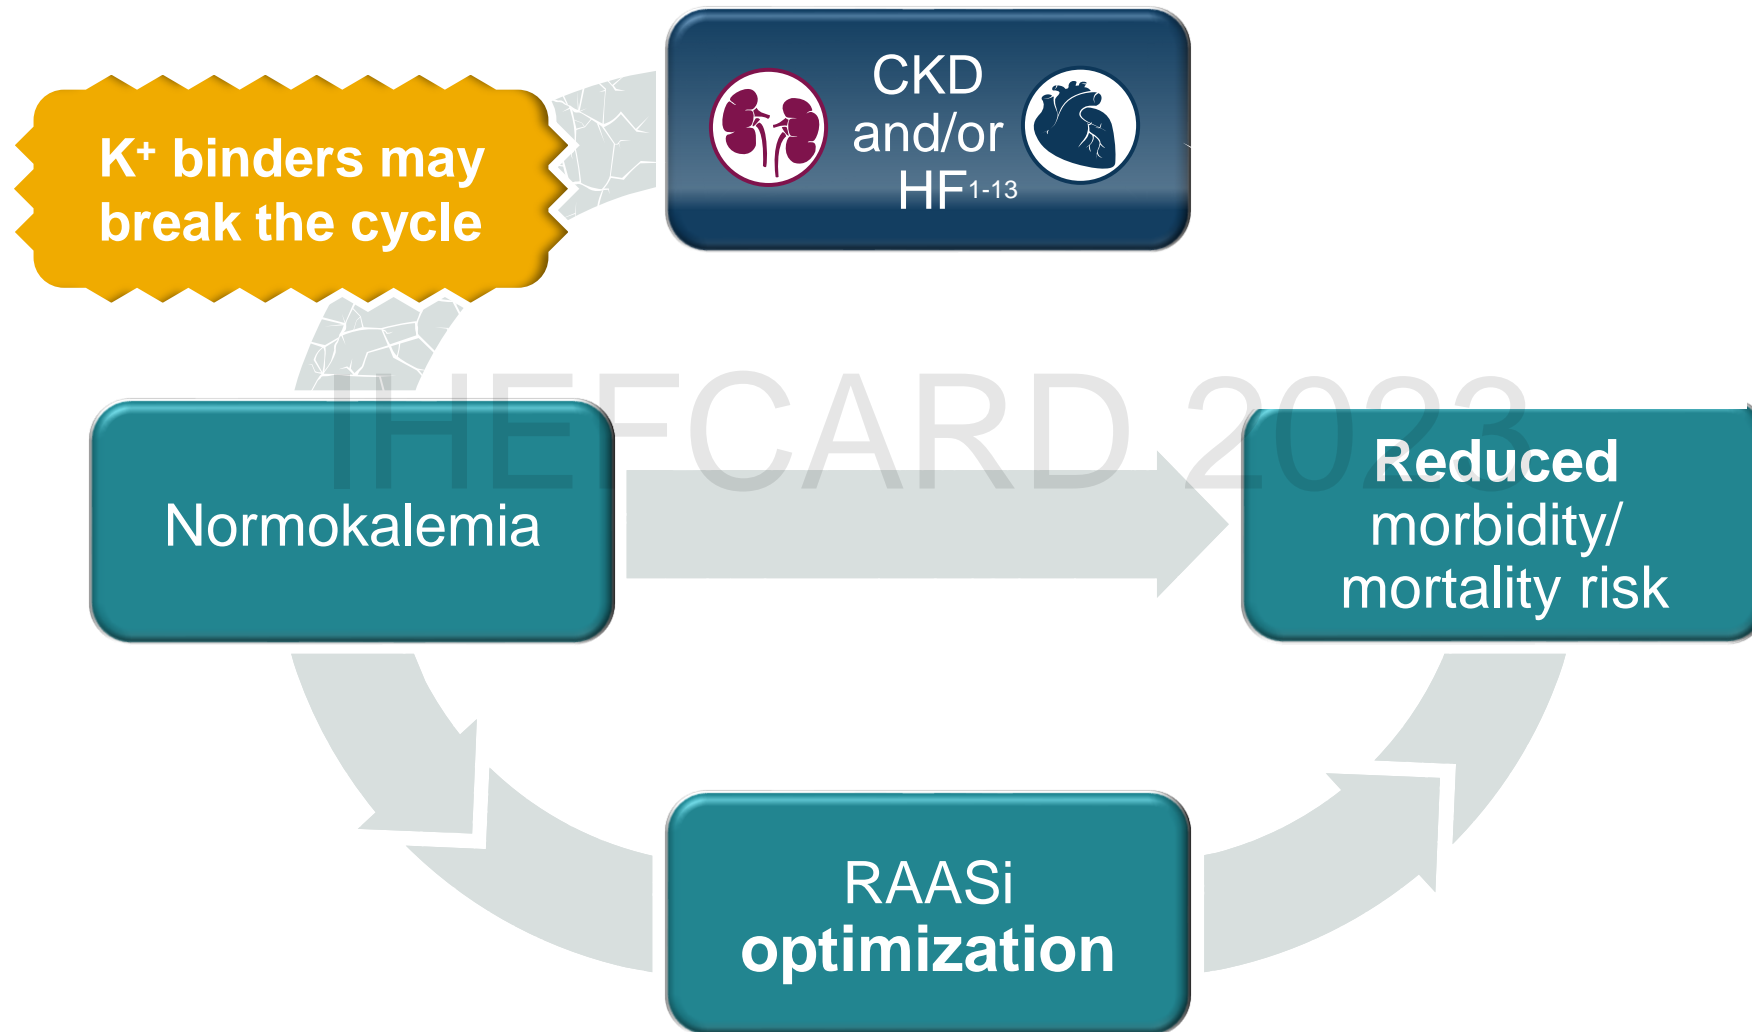 CKD
and/or
HF¹⁻¹³
K⁺ binders may
break the cycle
IHEFCARD 2023
Normokalemia
Reduced
morbidity/
mortality risk
RAASi
optimization